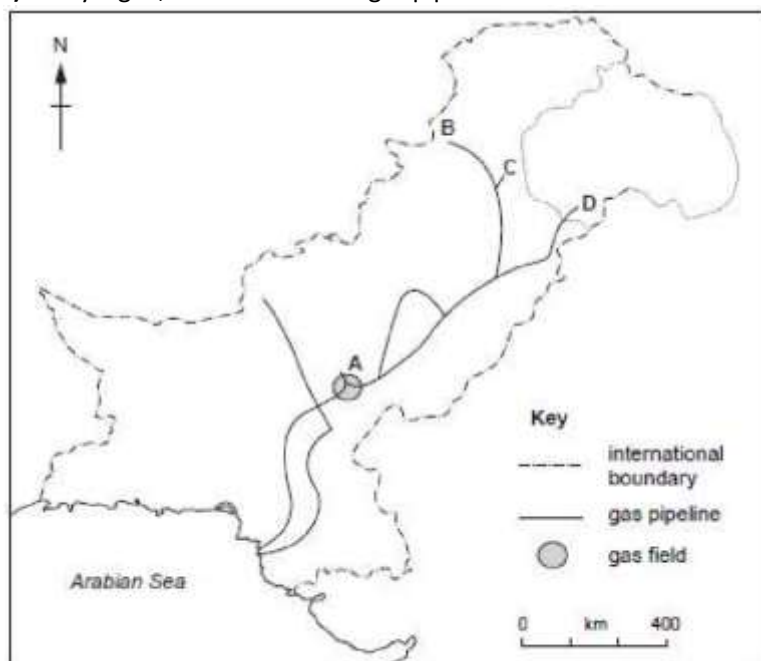 N
B
C
D
A
Key
international
boundary
gas pipeline
gas field
Arabian Sea
0 km 400